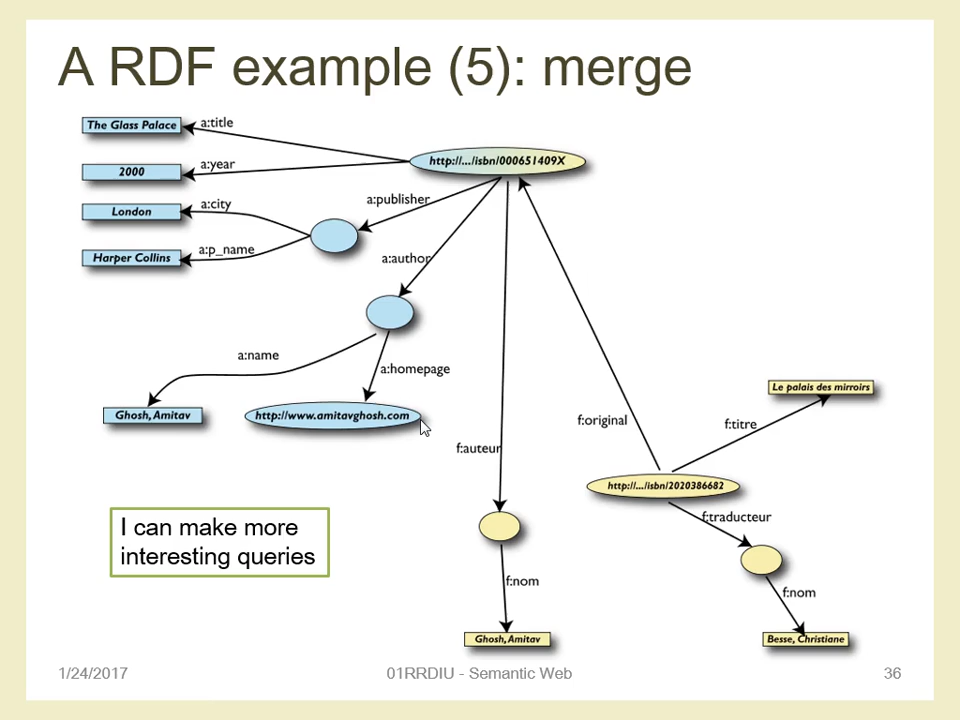 A RDF example (5): merge
The Glass Palace
a:title
2000
a:year
http://.../isbn/000651409X
London
a:city
a:publisher
Harper Collins
a:p_name
a:author
a:name
a:homepage
Ghosh, Amitav
http://www.amitavghosh.com
Le palais des mirroirs
f:original
f:titre
f:auteur
http://.../isbn/2020386682
f:traducteur
I can make more
interesting queries
f:nom
f:nom
Ghosh, Amitav
Besse, Christiane
1/24/2017
01RRDIU - Semantic Web
36